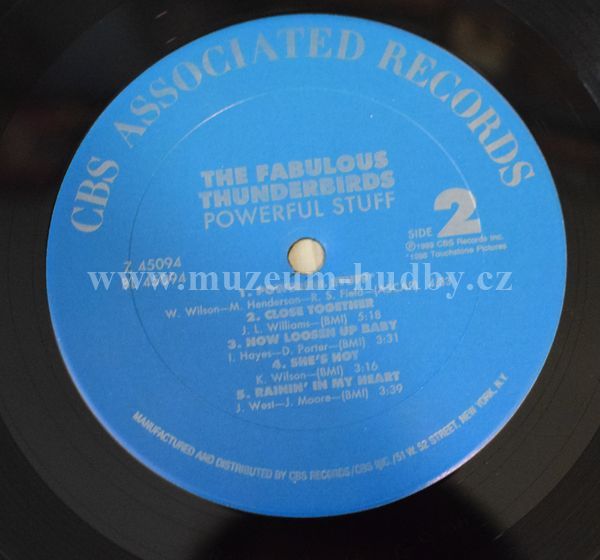 CBS ASSOCIATED RECORDS
THE FABULOUS
THUNDERBIRDS
POWERFUL STUFF
SIDE 2
℗1989 CBS Records Inc.
*1988 Touchstone Pictures
Z 45094
45094
www.muzeum-hudby.cz
1.
W. Wilson—M. Henderson—R. S. Field—
2. CLOSE TOGETHER
J. L. Williams—(BMI) 5:18
3. NOW LOOSEN UP BABY
I. Hayes—D. Porter—(BMI) 3:31
4. SHE'S HOT
K. Wilson—(BMI) 3:16
5. RAININ' IN MY HEART
J. West—J. Moore—(BMI) 3:39
MANUFACTURED AND DISTRIBUTED BY CBS RECORDS/CBS INC./51 W. 52 STREET, NEW YORK, N.Y.